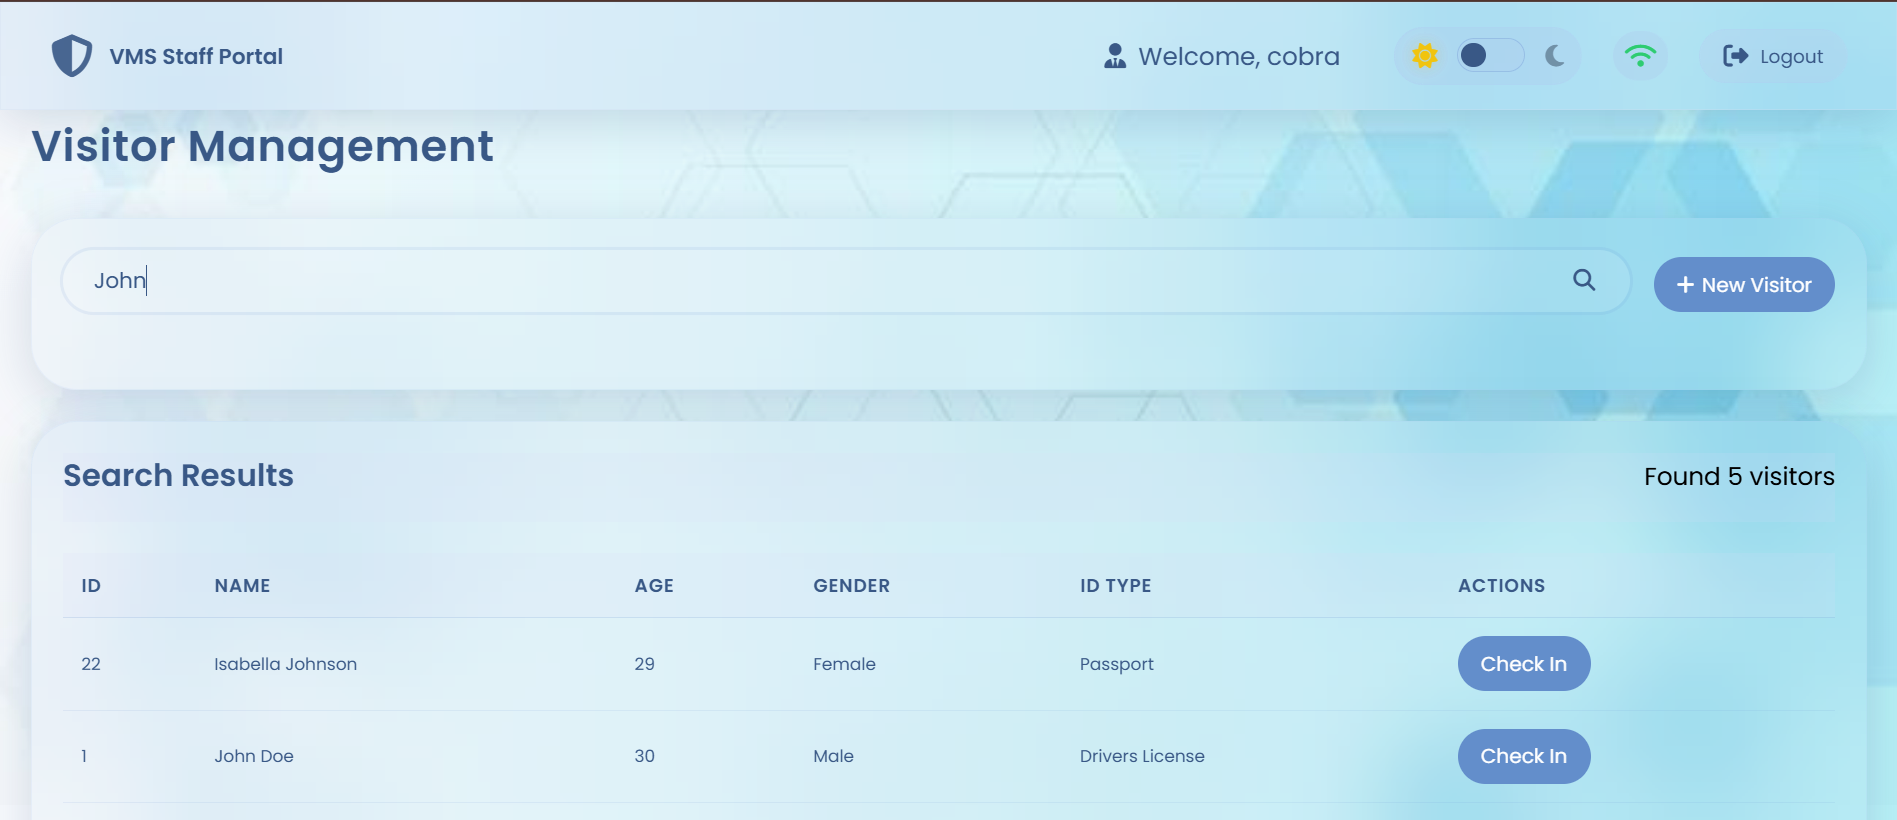 VMS Staff Portal
Welcome, cobra
Logout
Visitor Management
John
+ New Visitor
Search Results
Found 5 visitors
ID NAME AGE GENDER ID TYPE ACTIONS
22 Isabella Johnson 29 Female Passport Check In
1 John Doe 30 Male Drivers License Check In